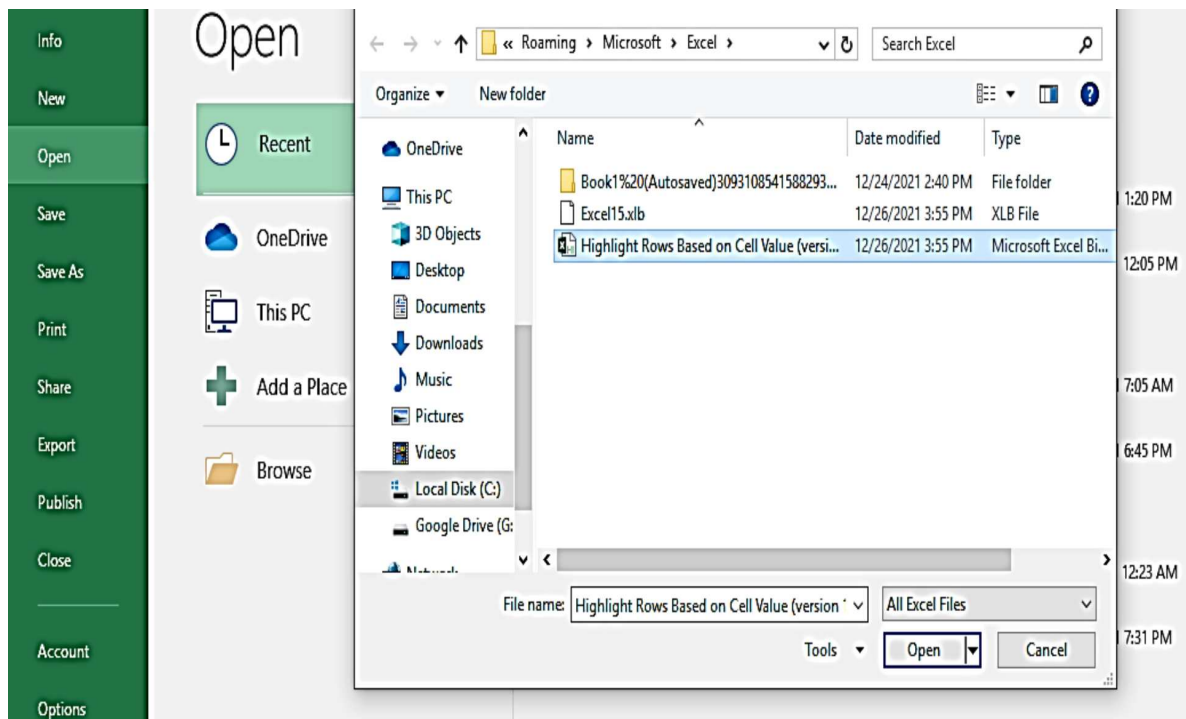 Info
New
Open
Save
Save As
Print
Share
Export
Publish
Close
Account
Options
Open
Recent
OneDrive
This PC
Add a Place
Browse
« Roaming > Microsoft > Excel >
Search Excel
Organize
New folder
OneDrive
This PC
3D Objects
Desktop
Documents
Downloads
Music
Pictures
Videos
Local Disk (C:)
Google Drive (G:
Name Date modified Type
Book1%20(Autosaved)3093108541588293... 12/24/2021 2:40 PM File folder
Excel15.xlb 12/26/2021 3:55 PM XLB File
Highlight Rows Based on Cell Value (versi... 12/26/2021 3:55 PM Microsoft Excel Bi...
File name: Highlight Rows Based on Cell Value (version
All Excel Files
Tools
Open
Cancel
1:20 PM
12:05 PM
7:05 AM
6:45 PM
12:23 AM
7:31 PM